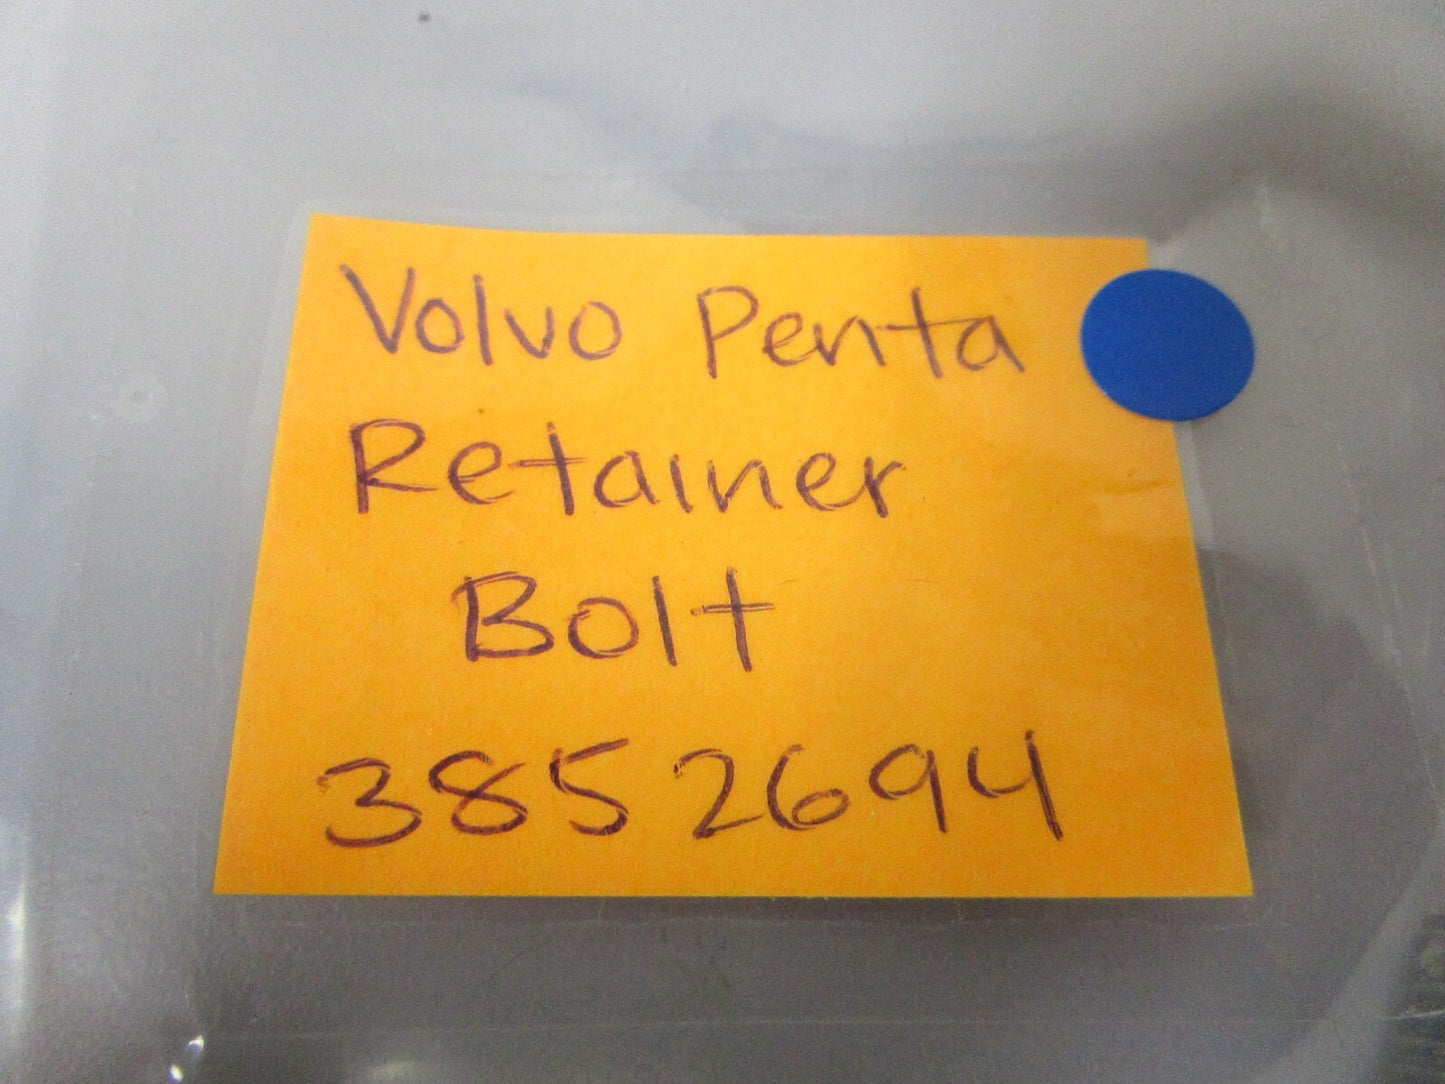 Volvo Penta
Retainer
Bolt
3852694